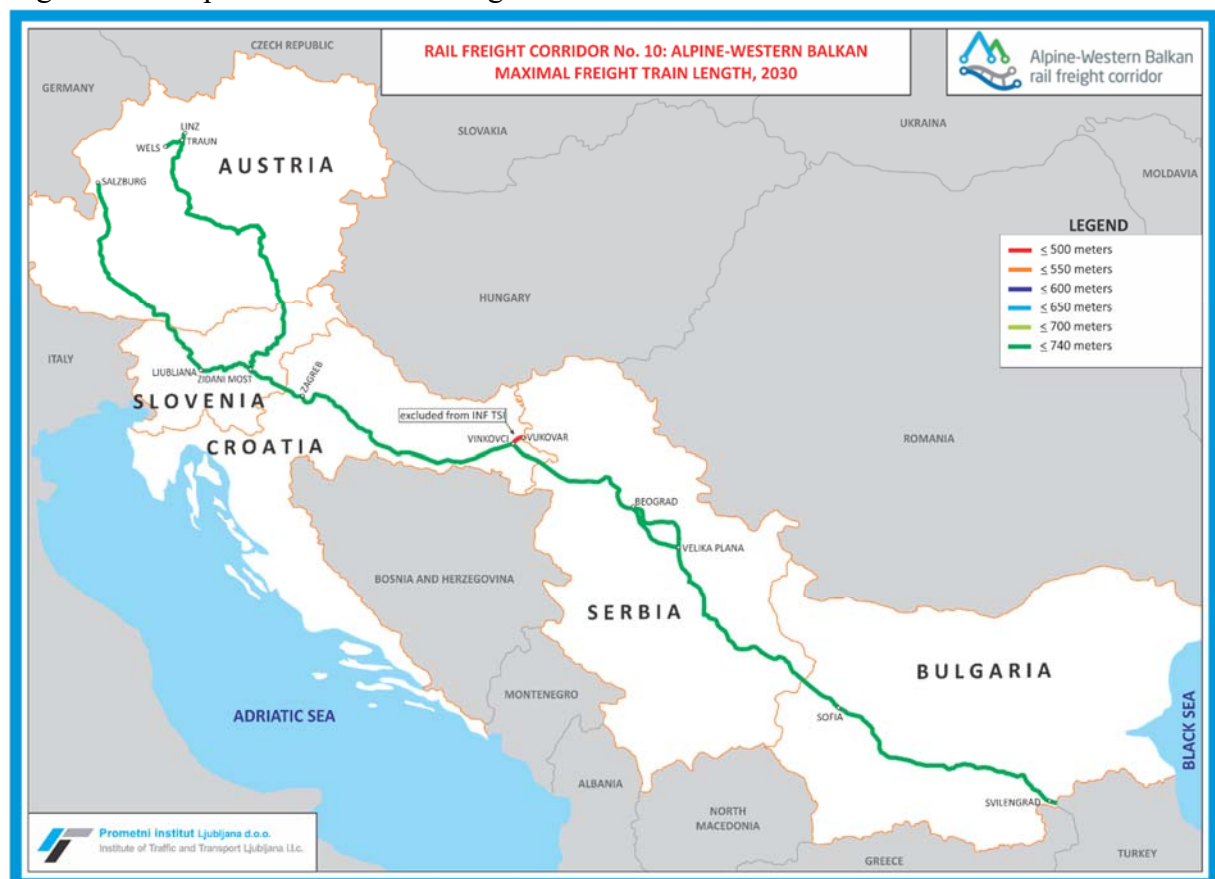 CZECH REPUBLIC
RAIL FREIGHT CORRIDOR No. 10: ALPINE-WESTERN BALKAN
MAXIMAL FREIGHT TRAIN LENGTH, 2030
Alpine-Western Balkan
rail freight corridor
GERMANY
SLOVAKIA
UKRAINE
LINZ
TRAUN
WELS
AUSTRIA
MOLDAVIA
SALZBURG
LEGEND
≤ 500 meters
≤ 550 meters
≤ 600 meters
≤ 650 meters
≤ 700 meters
≤ 740 meters
HUNGARY
ITALY
LJUBLJANA
ZIDANI MOST
ZAGREB
SLOVENIA
excluded from INF TSI
VINKOVCI
VUKOVAR
CROATIA
ROMANIA
BEOGRAD
VELIKA PLANA
BOSNIA AND HERZEGOVINA
SERBIA
BULGARIA
MONTENEGRO
ADRIATIC SEA
SOFIA
BLACK SEA
ALBANIA
SVILENGRAD
NORTH
MACEDONIA
GREECE
TURKEY
Prometni institut Ljubljana d.o.o.
Institute of Traffic and Transport Ljubljana l.l.c.